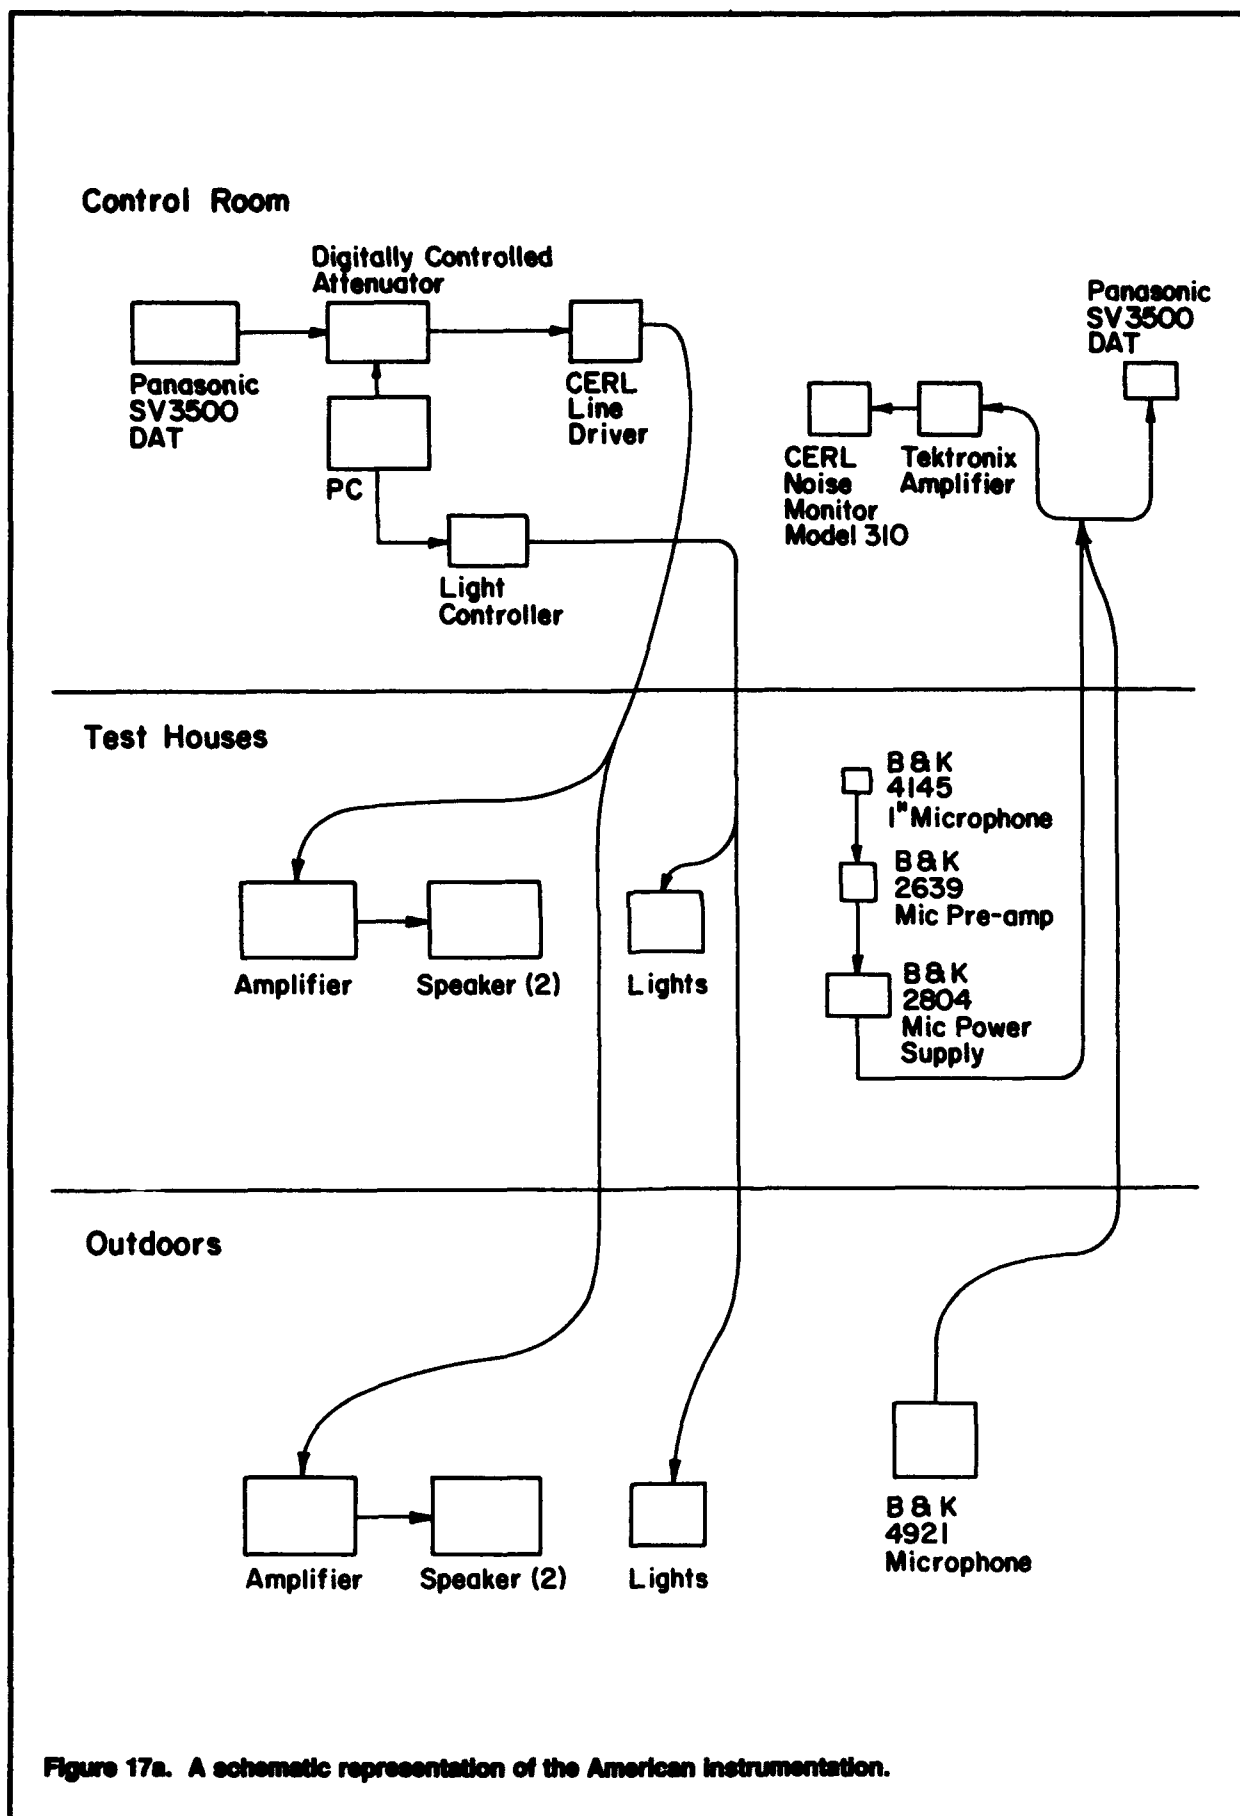 Control Room
Digitally Controlled
Attenuator
Panasonic
SV3500
DAT
PC
CERL
Line
Driver
Light
Controller
Panasonic
SV3500
DAT
CERL
Noise
Monitor
Model 310
Tektronix
Amplifier
Test Houses
B & K
4145
1" Microphone
B & K
2639
Mic Pre-amp
B & K
2804
Mic Power
Supply
Amplifier
Speaker (2)
Lights
Outdoors
Amplifier
Speaker (2)
Lights
B & K
4921
Microphone
Figure 17a. A schematic representation of the American instrumentation.